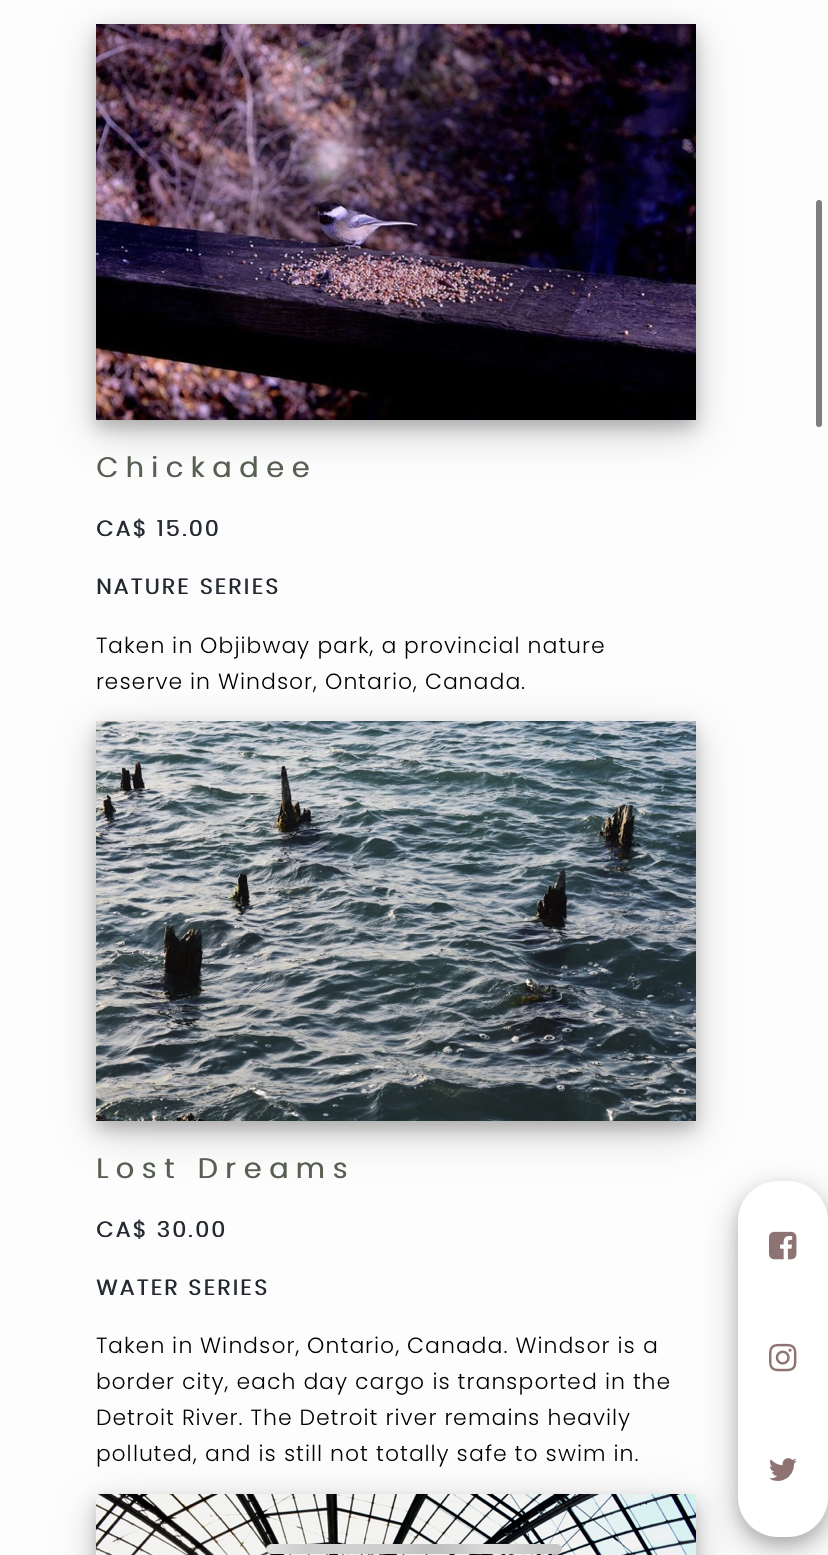 Chickadee
CA$ 15.00
NATURE SERIES
Taken in Objibway park, a provincial nature
reserve in Windsor, Ontario, Canada.
Lost Dreams
CA$ 30.00
WATER SERIES
Taken in Windsor, Ontario, Canada. Windsor is a
border city, each day cargo is transported in the
Detroit River. The Detroit river remains heavily
polluted, and is still not totally safe to swim in.